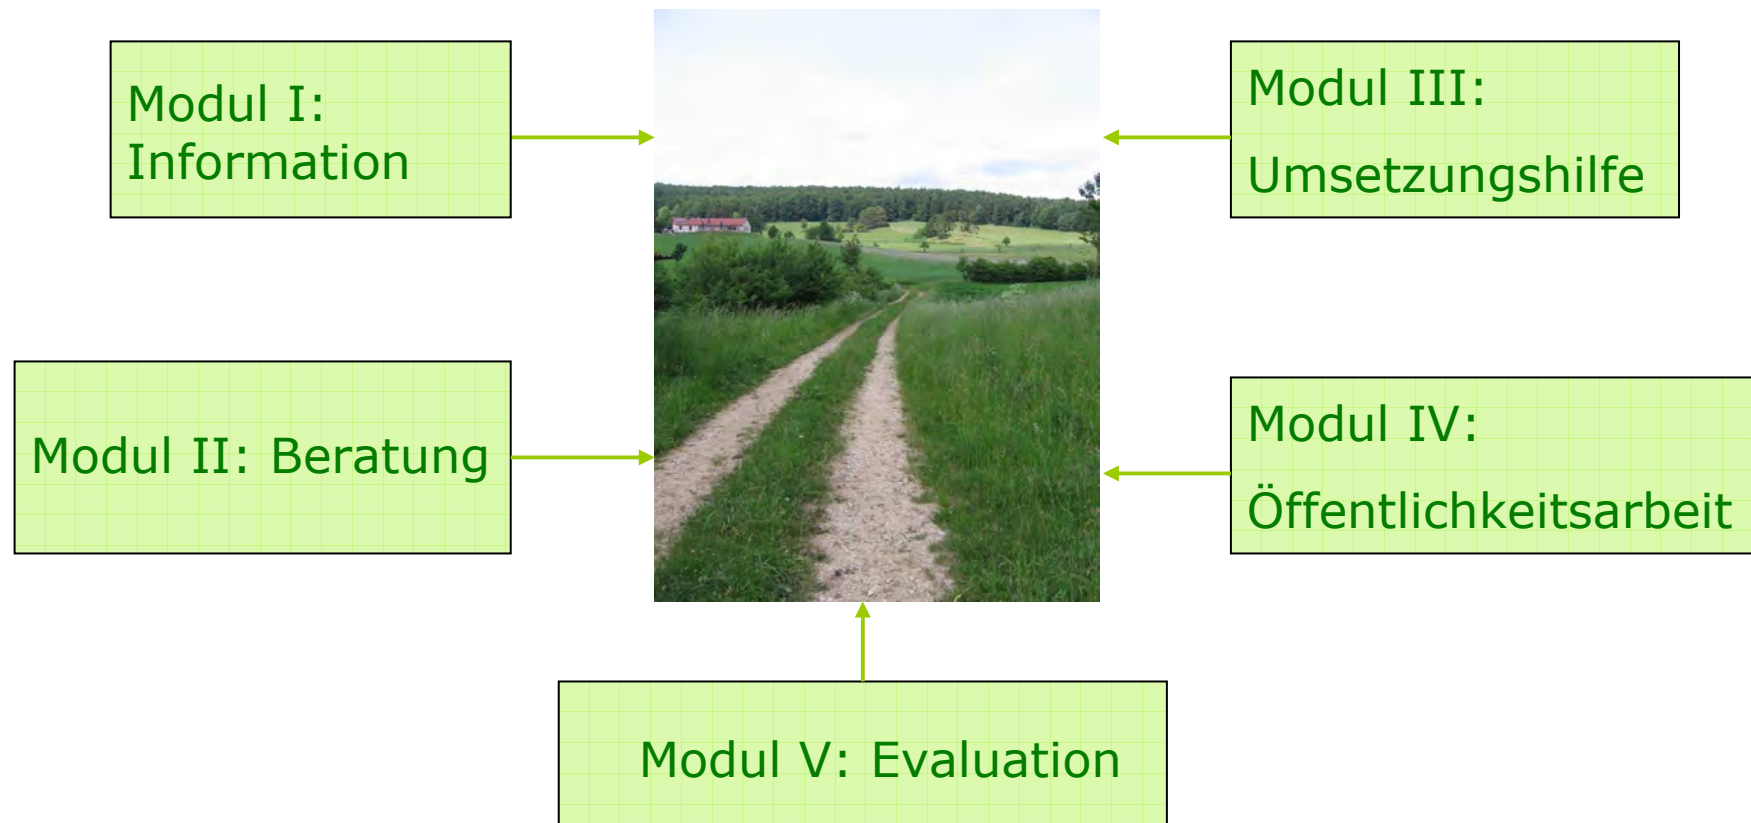 Modul I:
Information
Modul II: Beratung
Modul III:
Umsetzungshilfe
Modul IV:
Öffentlichkeitsarbeit
Modul V: Evaluation